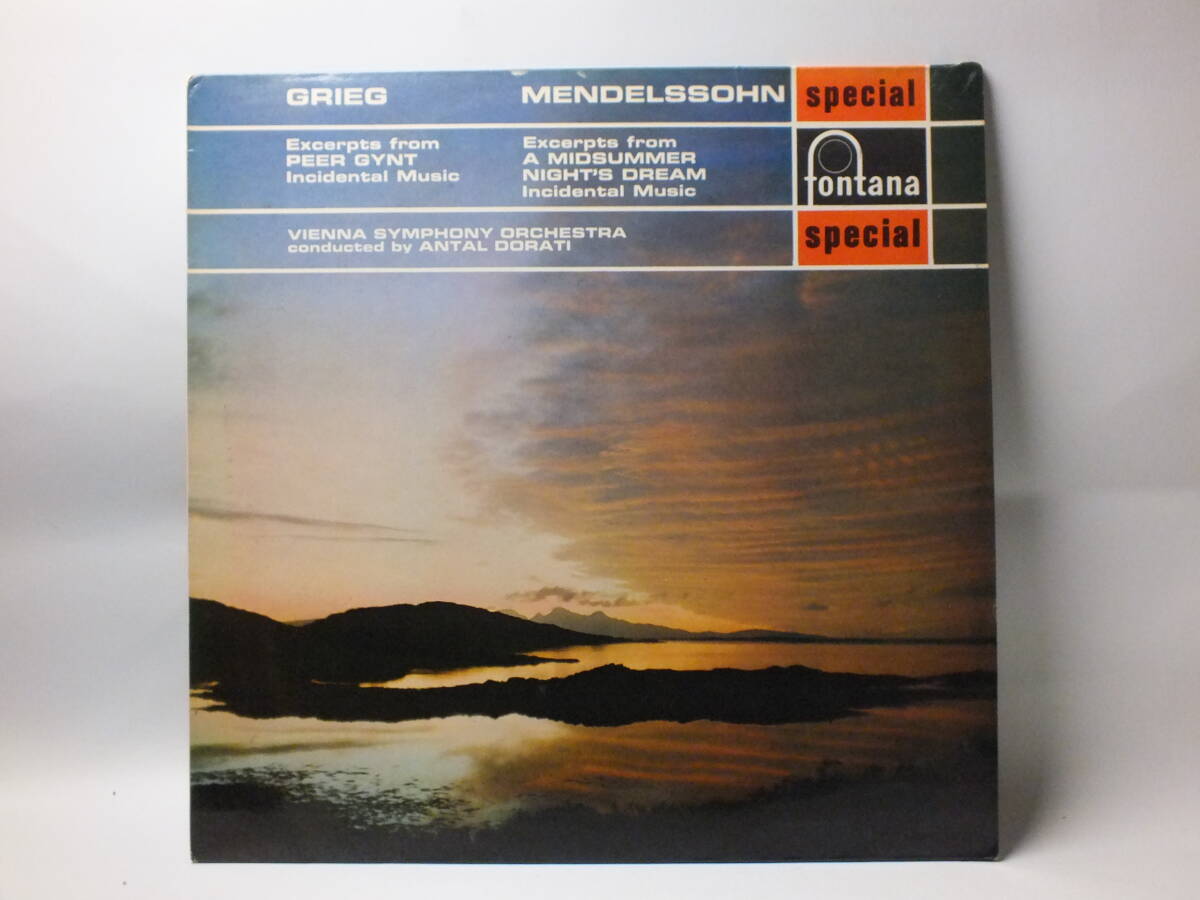 GRIEG
Excerpts from
PEER GYNT
Incidental Music
MENDELSSOHN
Excerpts from
A MIDSUMMER
NIGHT'S DREAM
Incidental Music
VIENNA SYMPHONY ORCHESTRA
conducted by ANTAL DORATI
special
fontana
special